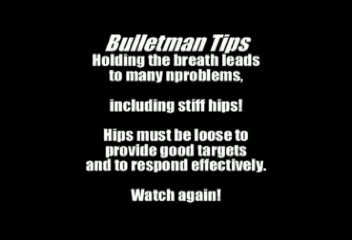 Bulletman Tips
Holding the breath leads
to many nproblems,
including stiff hips!
Hips must be loose to
provide good targets
and to respond effectively.
Watch again!